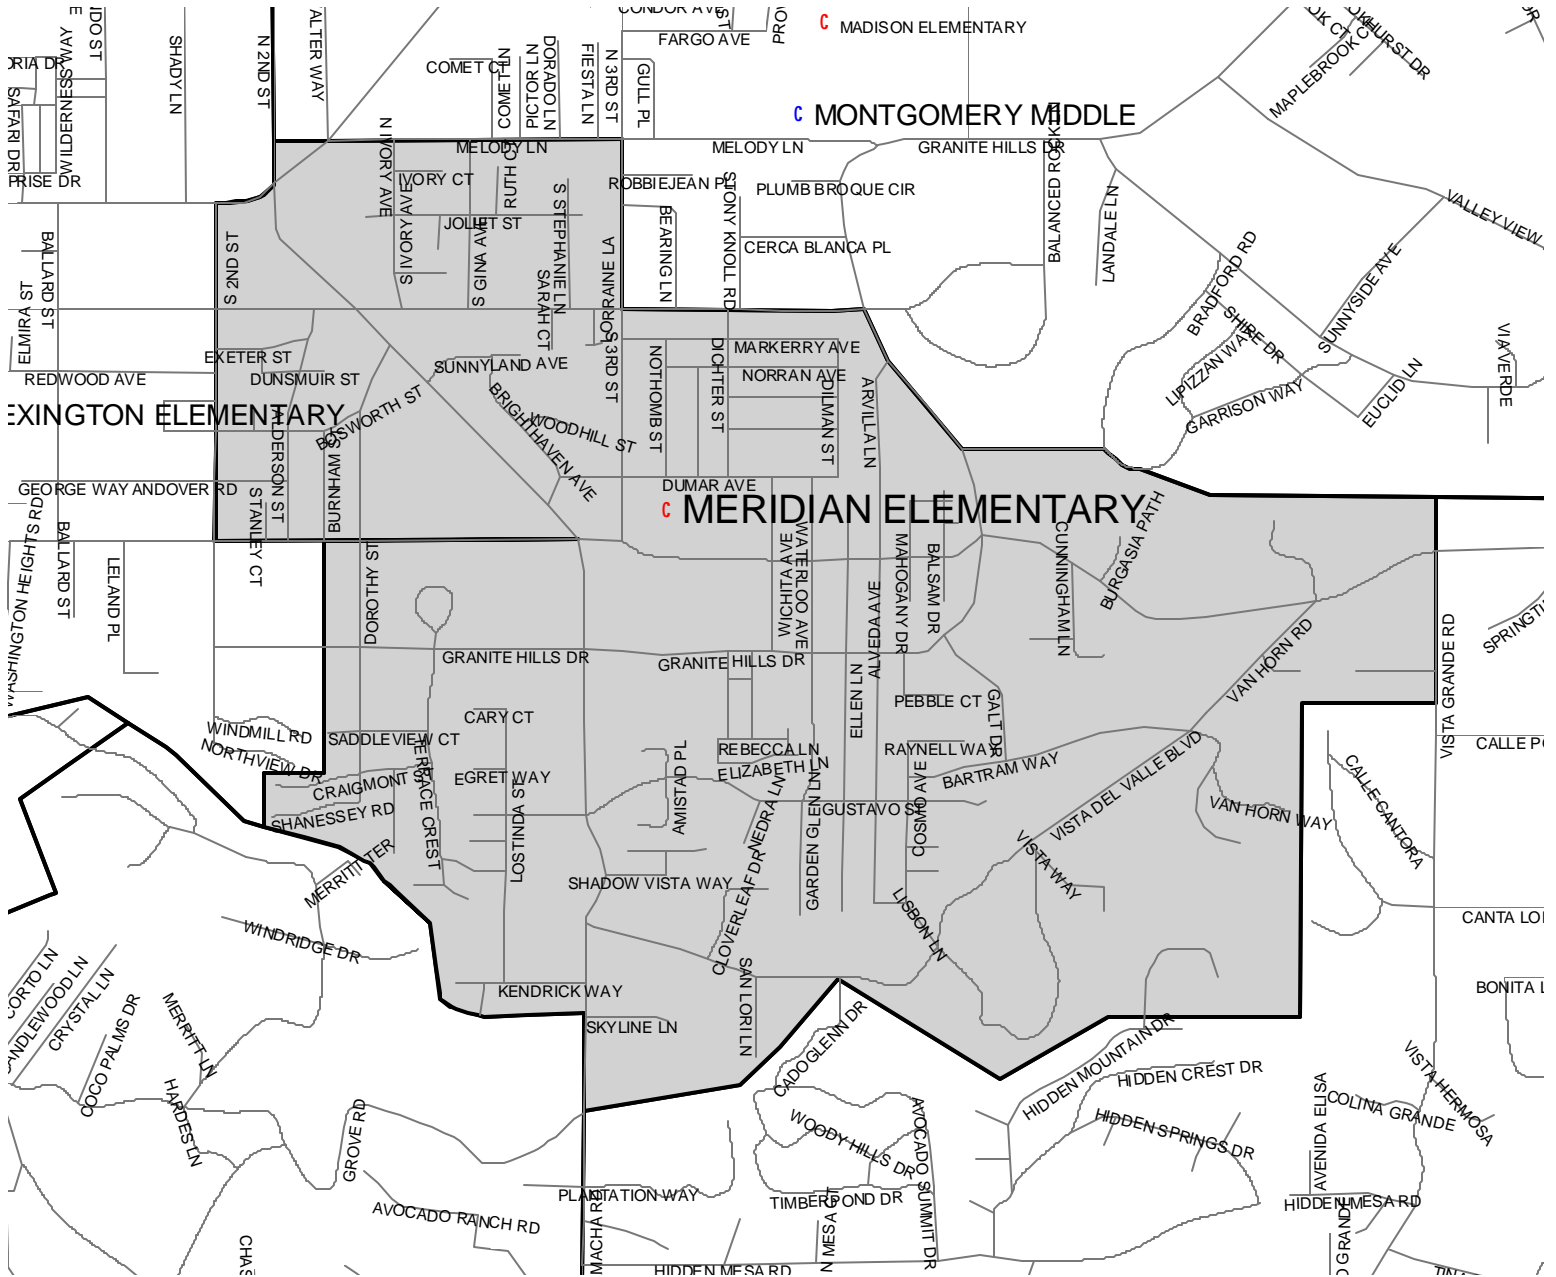 CONDOR AVE
FARGO AVE
MADISON ELEMENTARY
MAPLEBROOK CT
WILDERNESS WAY
SHADY LN
N 2ND ST
COMET CT
COMET LN
PICTOR LN
DORADO LN
FIESTA LN
N 3RD ST
GULL PL
MONTGOMERY MIDDLE
SAFARI DR
PRISE DR
N IVORY AVE
MELODY LN
RUTH CT
MELODY LN
GRANITE HILLS DR
BALANCED ROCK LN
IVORY CT
S IVORY AVE
ROBBIEJEAN PL
STONY KNOLL RD
PLUMB BROQUE CIR
LANDALE LN
VALLEY VIEW
JOLIET ST
S GINA AVE
S STEPHANIE LN
BEARING LN
CERCA BLANCA PL
BRADFORD RD
SUNNYSIDE AVE
BALLARD ST
S 2ND ST
SARAH CT
LORRAINE LA
ELMIRA ST
SHIRE DR
EXETER ST
DUNSMUIR ST
SUNNYLAND AVE
S 3RD ST
NOTHOMB ST
DICHTER ST
MARKERRY AVE
NORRAN AVE
DILMAN ST
ARVILLA LN
LIPIZZAN WAY
GARRISON WAY
EUCLID LN
VIA VERDE
REDWOOD AVE
EXINGTON ELEMENTARY
ALDERSON ST
BOSWORTH ST
BURNHAM ST
BRIGHTHAVEN AVE
WOODHILL ST
GEORGE WAY
ANDOVER RD
STANLEY CT
DUMAR AVE
MERIDIAN ELEMENTARY
WASHINGTON HEIGHTS RD
BALLARD ST
LELAND PL
DOROTHY ST
WICHITA AVE
WATERLOO AVE
ALVEDA AVE
MAHOGANY DR
BALSAM DR
CUNNINGHAM LN
BURGASIA PATH
GRANITE HILLS DR
GRANITE HILLS DR
ELLEN LN
PEBBLE CT
GALT DR
VAN HORN RD
VISTA GRANDE RD
WINDMILL RD
NORTHVIEW DR
SADDLEVIEW CT
CARY CT
TERRACE CREST
CRAIGMONT ST
SHANESSEY RD
EGRET WAY
LOSTINDA ST
AMISTAD PL
REBECCA LN
ELIZABETH LN
RAYNELL WAY
BARTRAM WAY
VISTA DEL VALLE BLVD
NEDRA LN
GARDEN GLEN LN
GUSTAVO ST
COSMO AVE
VAN HORN WAY
CALLE CANTORA
MERRITT TER
SHADOW VISTA WAY
CLOVERLEAF DR
VISTA WAY
LISBON LN
WINDRIDGE DR
KENDRICK WAY
SKYLINE LN
SAN LORI LN
CORTO LN
CRYSTAL LN
COCO PALMS DR
MERRITT LN
HARDES LN
GROVE RD
CADOGLENN DR
HIDDEN MOUNTAIN DR
HIDDEN CREST DR
HIDDEN SPRINGS DR
WOODY HILLS DR
AVOCADO SUMMIT DR
VISTA HERMOSA
COLINA GRANDE
AVENIDA ELISA
PLANTATION WAY
TIMBERPOND DR
HIDDEN MESA RD
AVOCADO RANCH RD
MACHA RD
N MESA CT
HIDDEN MESA RD